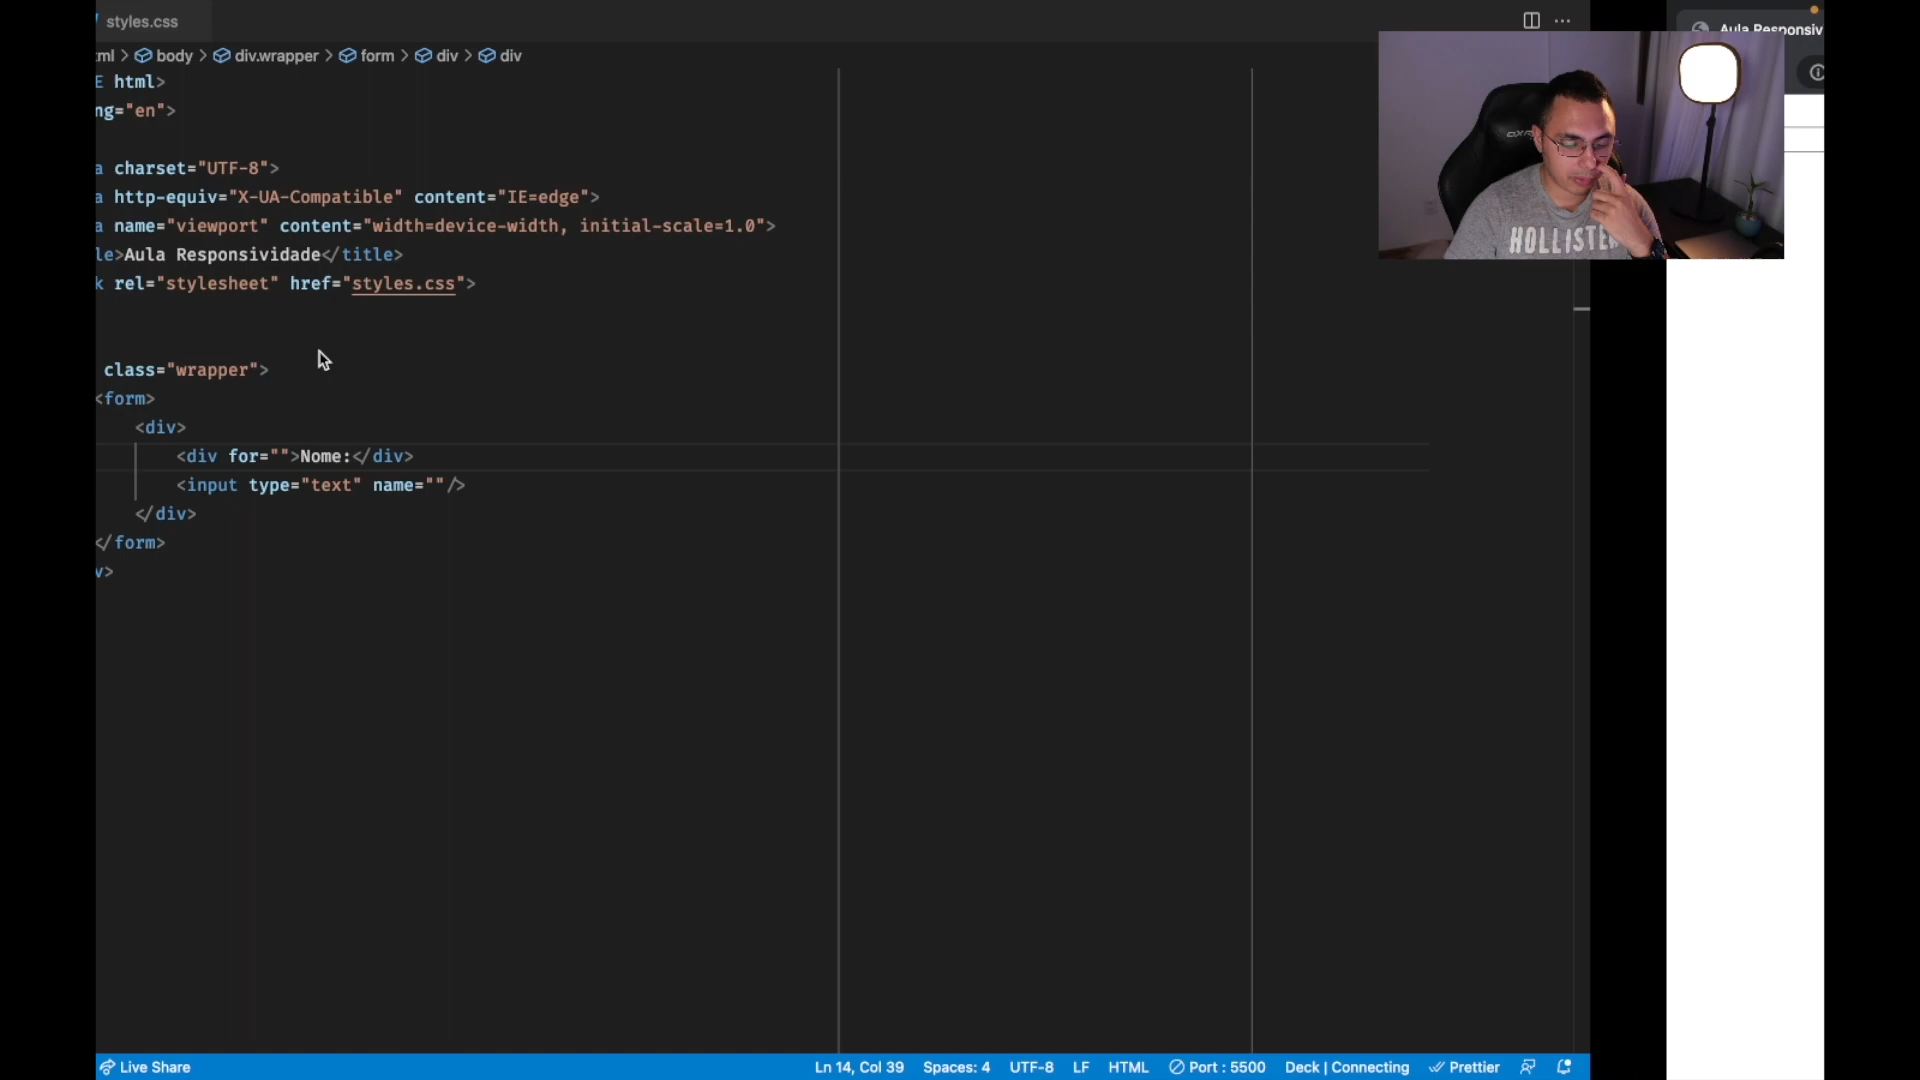 styles.css
ml > body > div.wrapper > form > div > div
E html>
ng="en">
a charset="UTF-8">
a http-equiv="X-UA-Compatible" content="IE=edge">
a name="viewport" content="width=device-width, initial-scale=1.0">
le>Aula Responsividade</title>
k rel="stylesheet" href="styles.css">
class="wrapper">
<form>
<div>
<div for="">Nome:</div>
<input type="text" name=""/>
</div>
</form>
v>
Aula Responsiv
HOLLISTE
Live Share
Ln 14, Col 39 Spaces: 4 UTF-8 LF HTML Port : 5500 Deck | Connecting Prettier